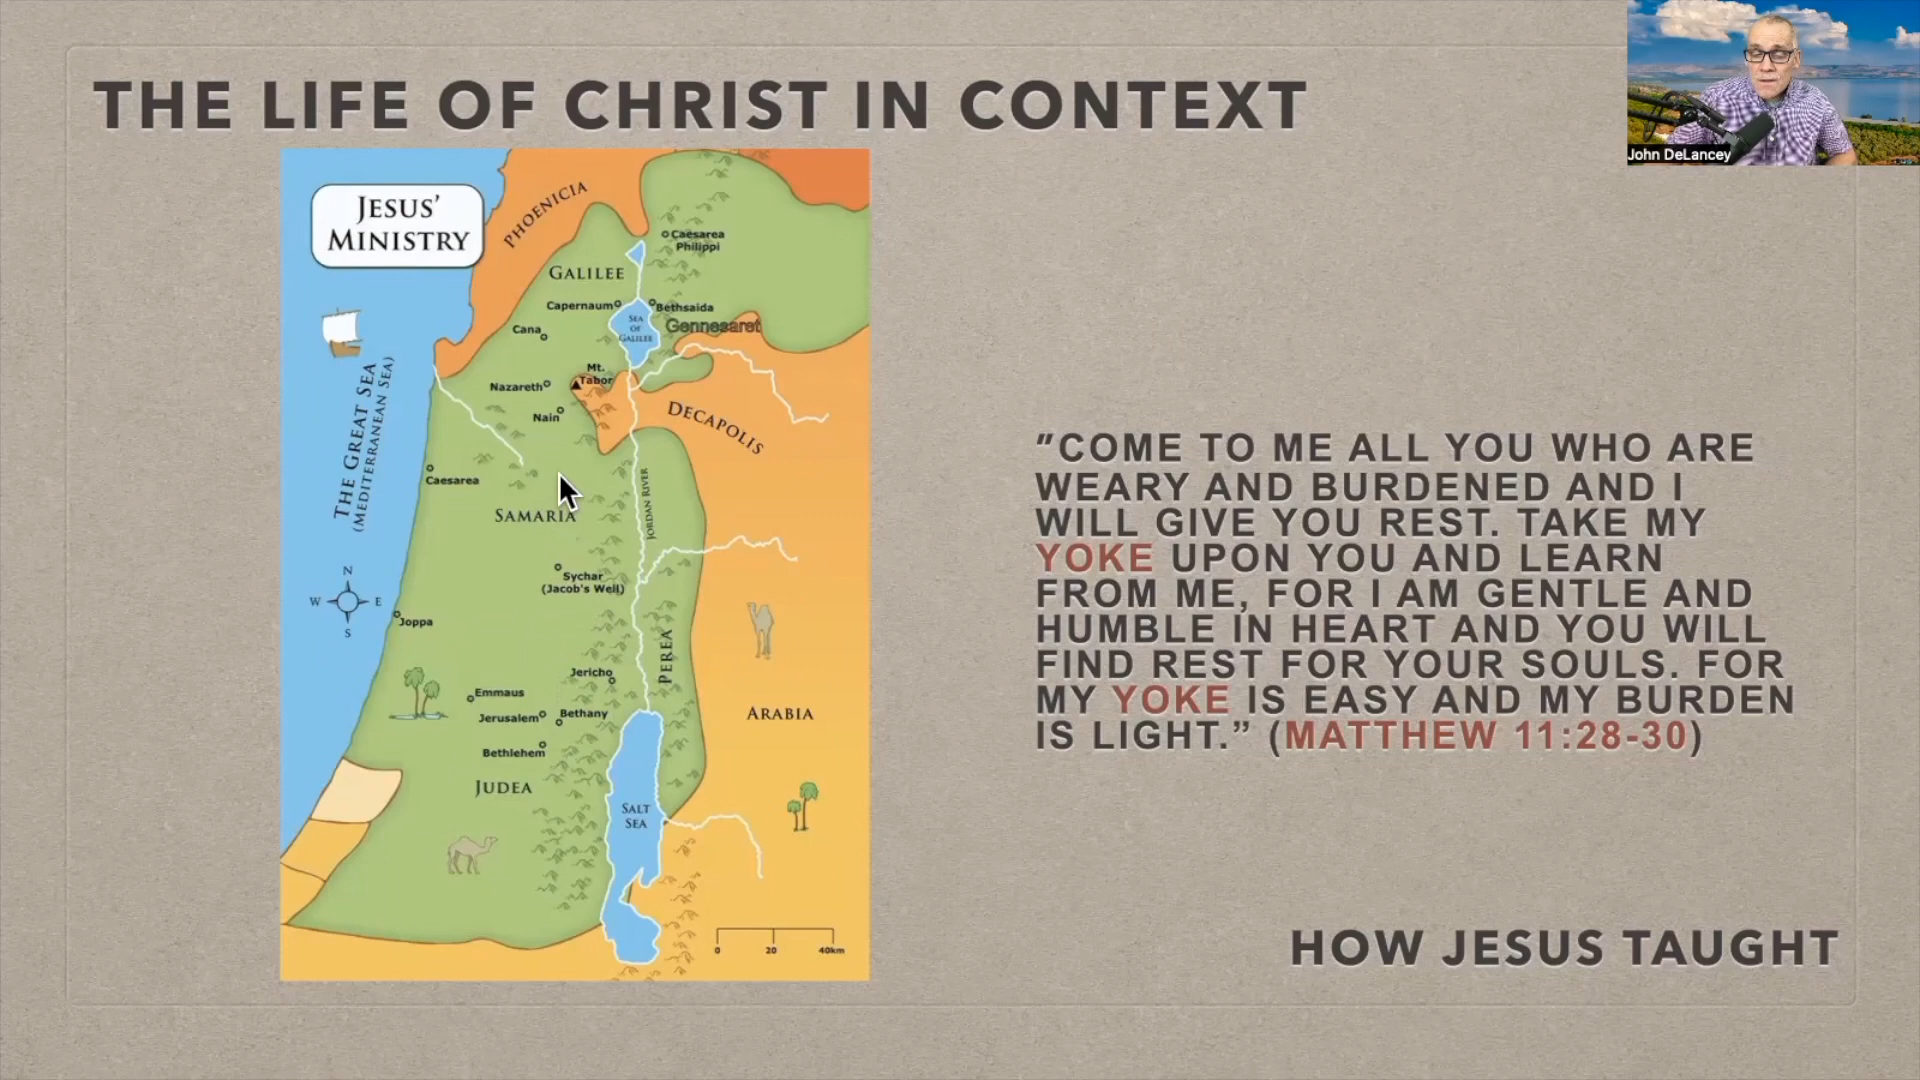 THE LIFE OF CHRIST IN CONTEXT
John DeLancey
JESUS'
MINISTRY
PHOENICIA
Caesarea
Philippi
GALILEE
Capernaum
Bethsaida
SEA
OF
GALILEE
Gennesaret
Cana
Mt.
Tabor
Nazareth
Nain
DECAPOLIS
THE GREAT SEA
(MEDITERRANEAN SEA)
Caesarea
JORDAN RIVER
SAMARIA
Sychar
(Jacob's Well)
N
W E
S
Joppa
PEREA
Jericho
Emmaus
Jerusalem
Bethany
ARABIA
Bethlehem
JUDEA
SALT
SEA
0 20 40km
"COME TO ME ALL YOU WHO ARE
WEARY AND BURDENED AND I
WILL GIVE YOU REST. TAKE MY
YOKE UPON YOU AND LEARN
FROM ME, FOR I AM GENTLE AND
HUMBLE IN HEART AND YOU WILL
FIND REST FOR YOUR SOULS. FOR
MY YOKE IS EASY AND MY BURDEN
IS LIGHT.” (MATTHEW 11:28-30)
HOW JESUS TAUGHT